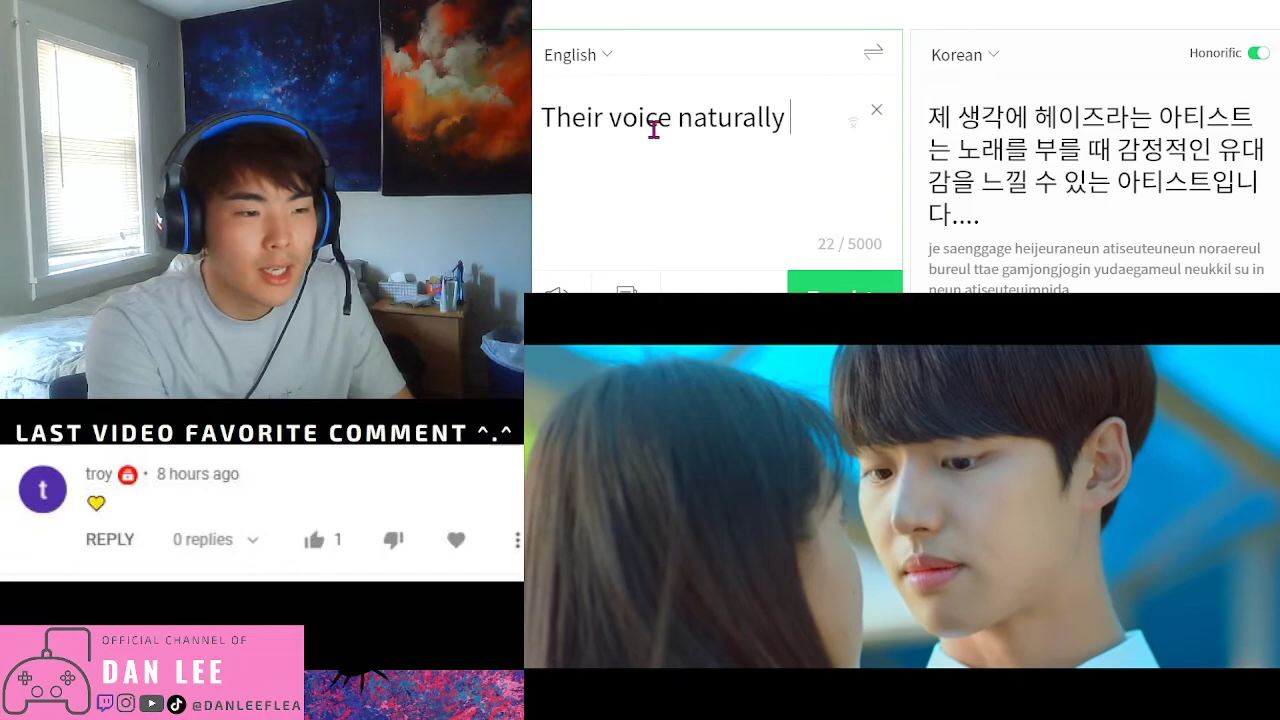 English
Their voice naturally
22 / 5000
Korean
Honorific
제 생각에 헤이즈라는 아티스트
는 노래를 부를 때 감정적인 유대
감을 느낄 수 있는 아티스트입니
다....
je saenggage heijeuraneun atiseuteuneun noraereul
bureul ttae gamjongjogin yudaegameul neukkil su in
neun atiseuteuimnida
LAST VIDEO FAVORITE COMMENT ^.^
t
troy • 8 hours ago
REPLY 0 replies 1
OFFICIAL CHANNEL OF
DAN LEE
@DANLEEFLEA